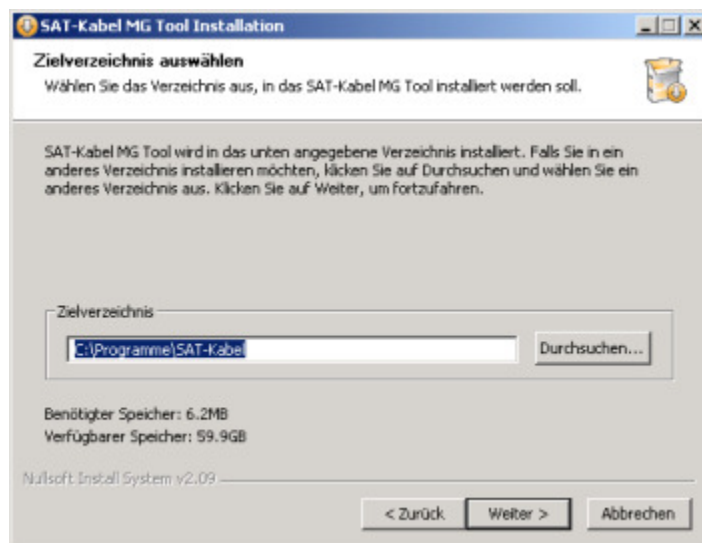 SAT-Kabel MG Tool Installation
Zielverzeichnis auswählen
Wählen Sie das Verzeichnis aus, in das SAT-Kabel MG Tool installiert werden soll.
SAT-Kabel MG Tool wird in das unten angegebene Verzeichnis installiert. Falls Sie in ein
anderes Verzeichnis installieren möchten, klicken Sie auf Durchsuchen und wählen Sie ein
anderes Verzeichnis aus. Klicken Sie auf Weiter, um fortzufahren.
Zielverzeichnis
C:\Programme\SAT-Kabel
Durchsuchen...
Benötigter Speicher: 6.2MB
Verfügbarer Speicher: 59.9GB
Nullsoft Install System v2.09
< Zurück
Weiter >
Abbrechen